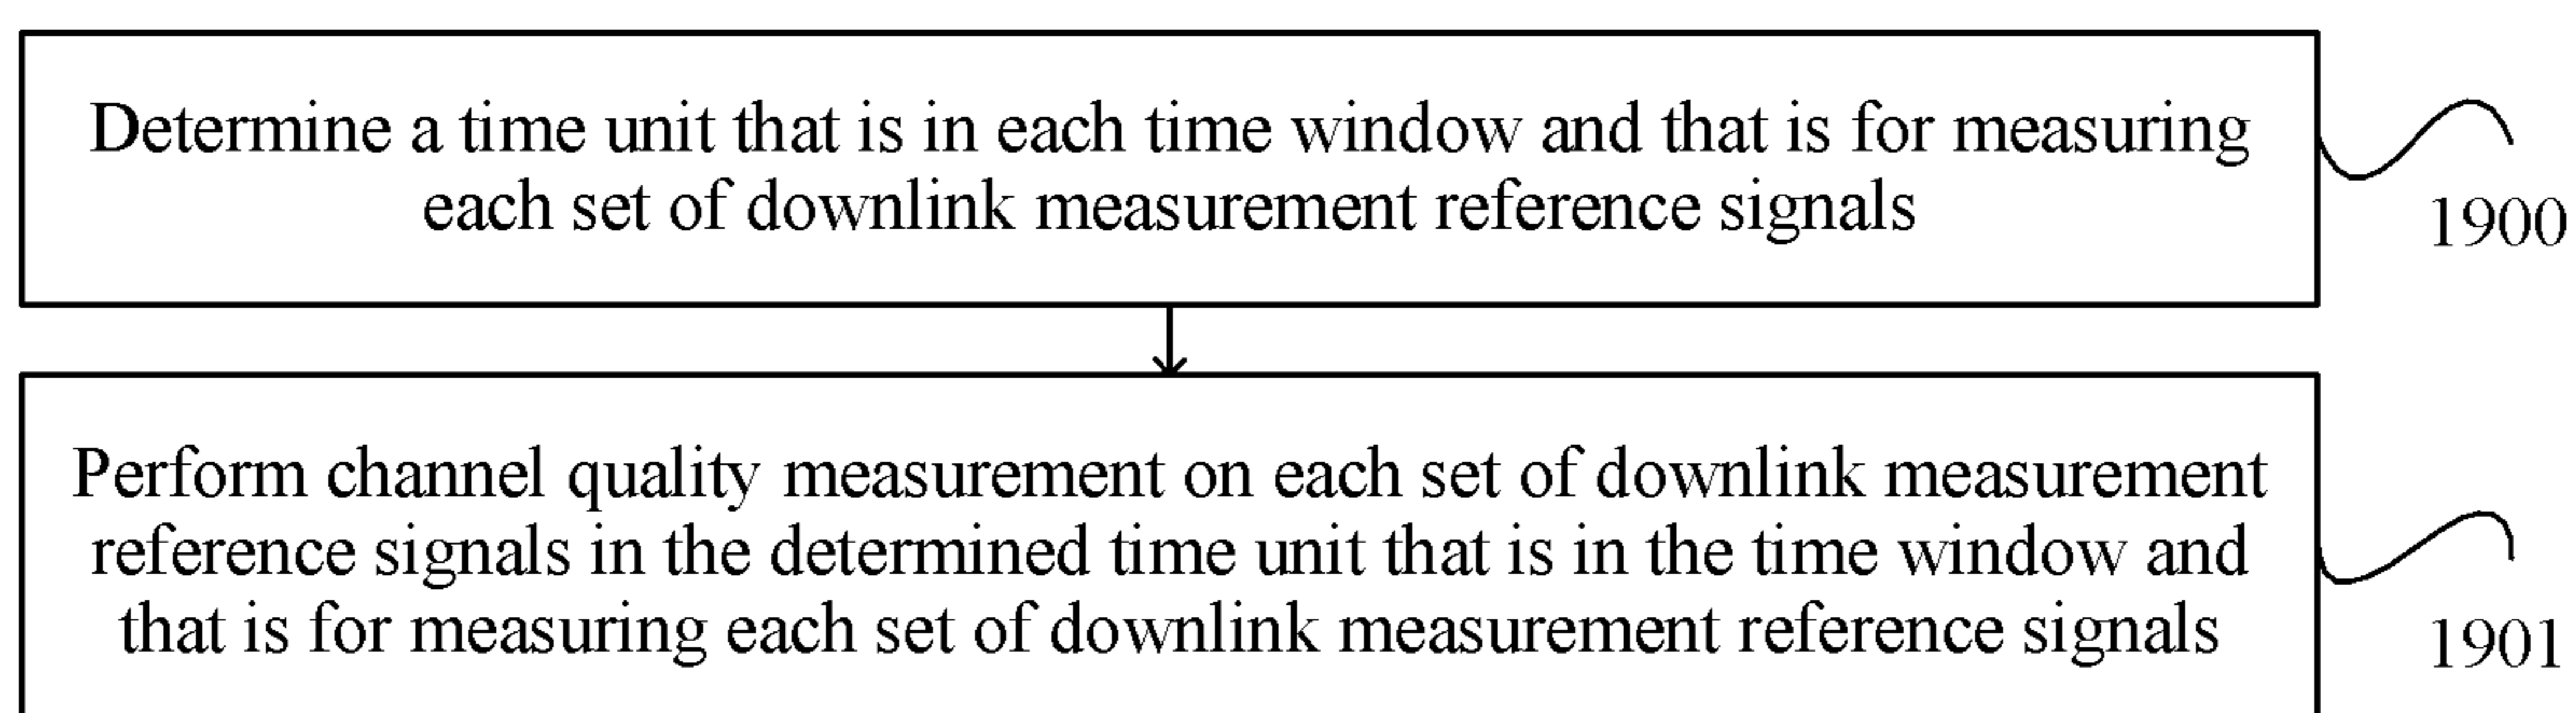 Determine a time unit that is in each time window and that is for measuring
each set of downlink measurement reference signals
1900
Perform channel quality measurement on each set of downlink measurement
reference signals in the determined time unit that is in the time window and
that is for measuring each set of downlink measurement reference signals
1901